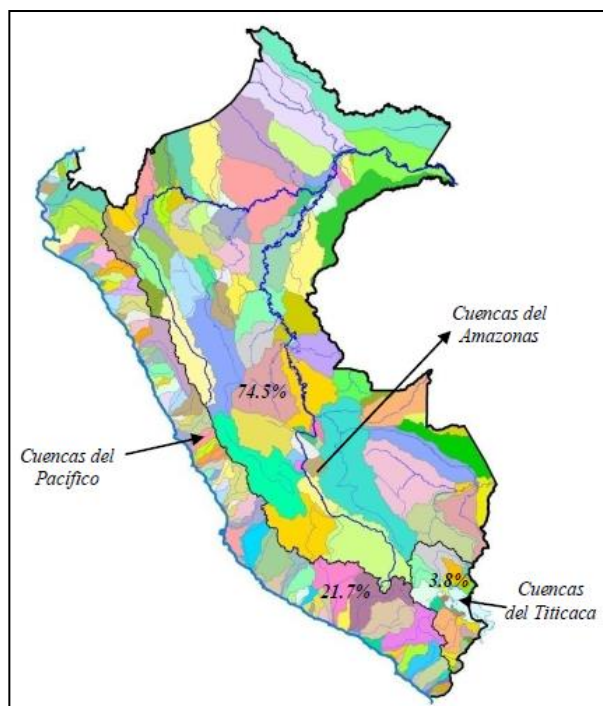 Cuencas del
Amazonas
74.5%
Cuencas del
Pacífico
3.8%
21.7%
Cuencas
del Titicaca